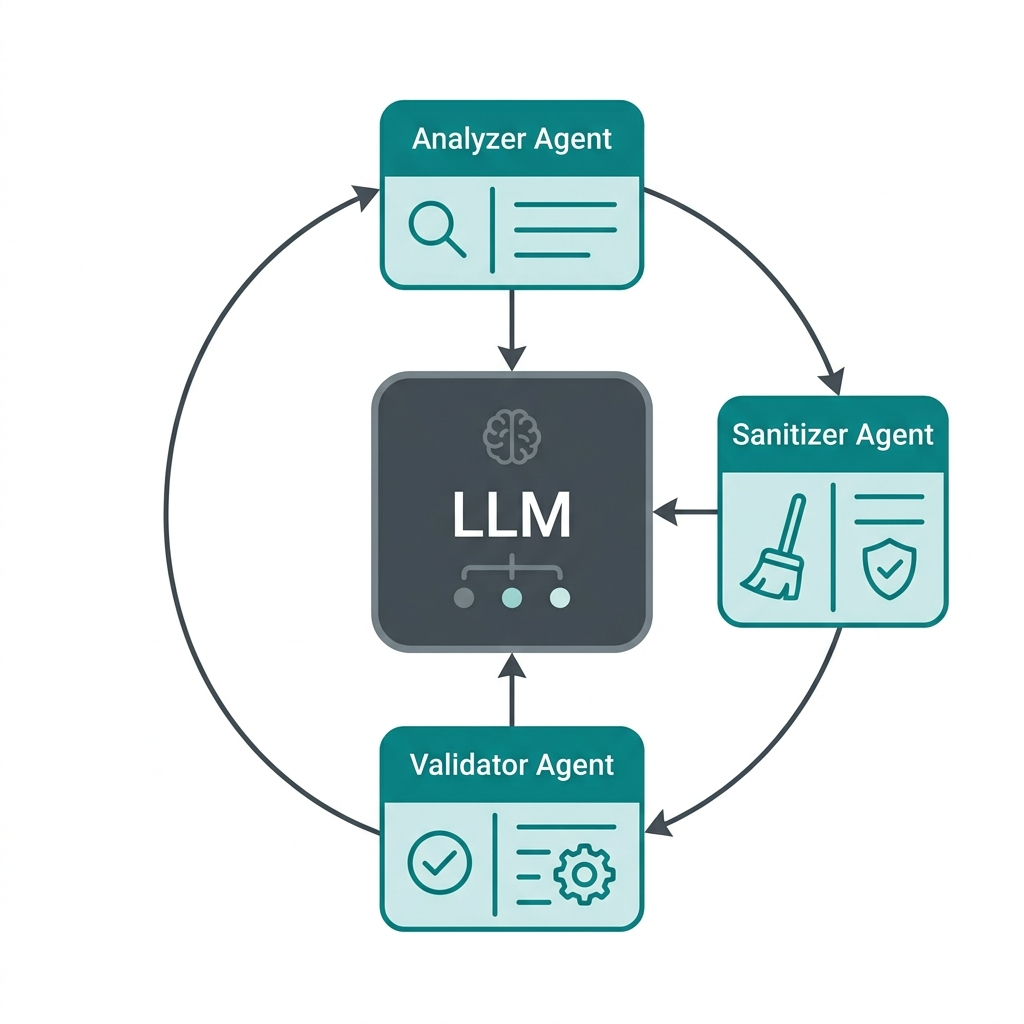 Analyzer Agent
LLM
Sanitizer Agent
Validator Agent